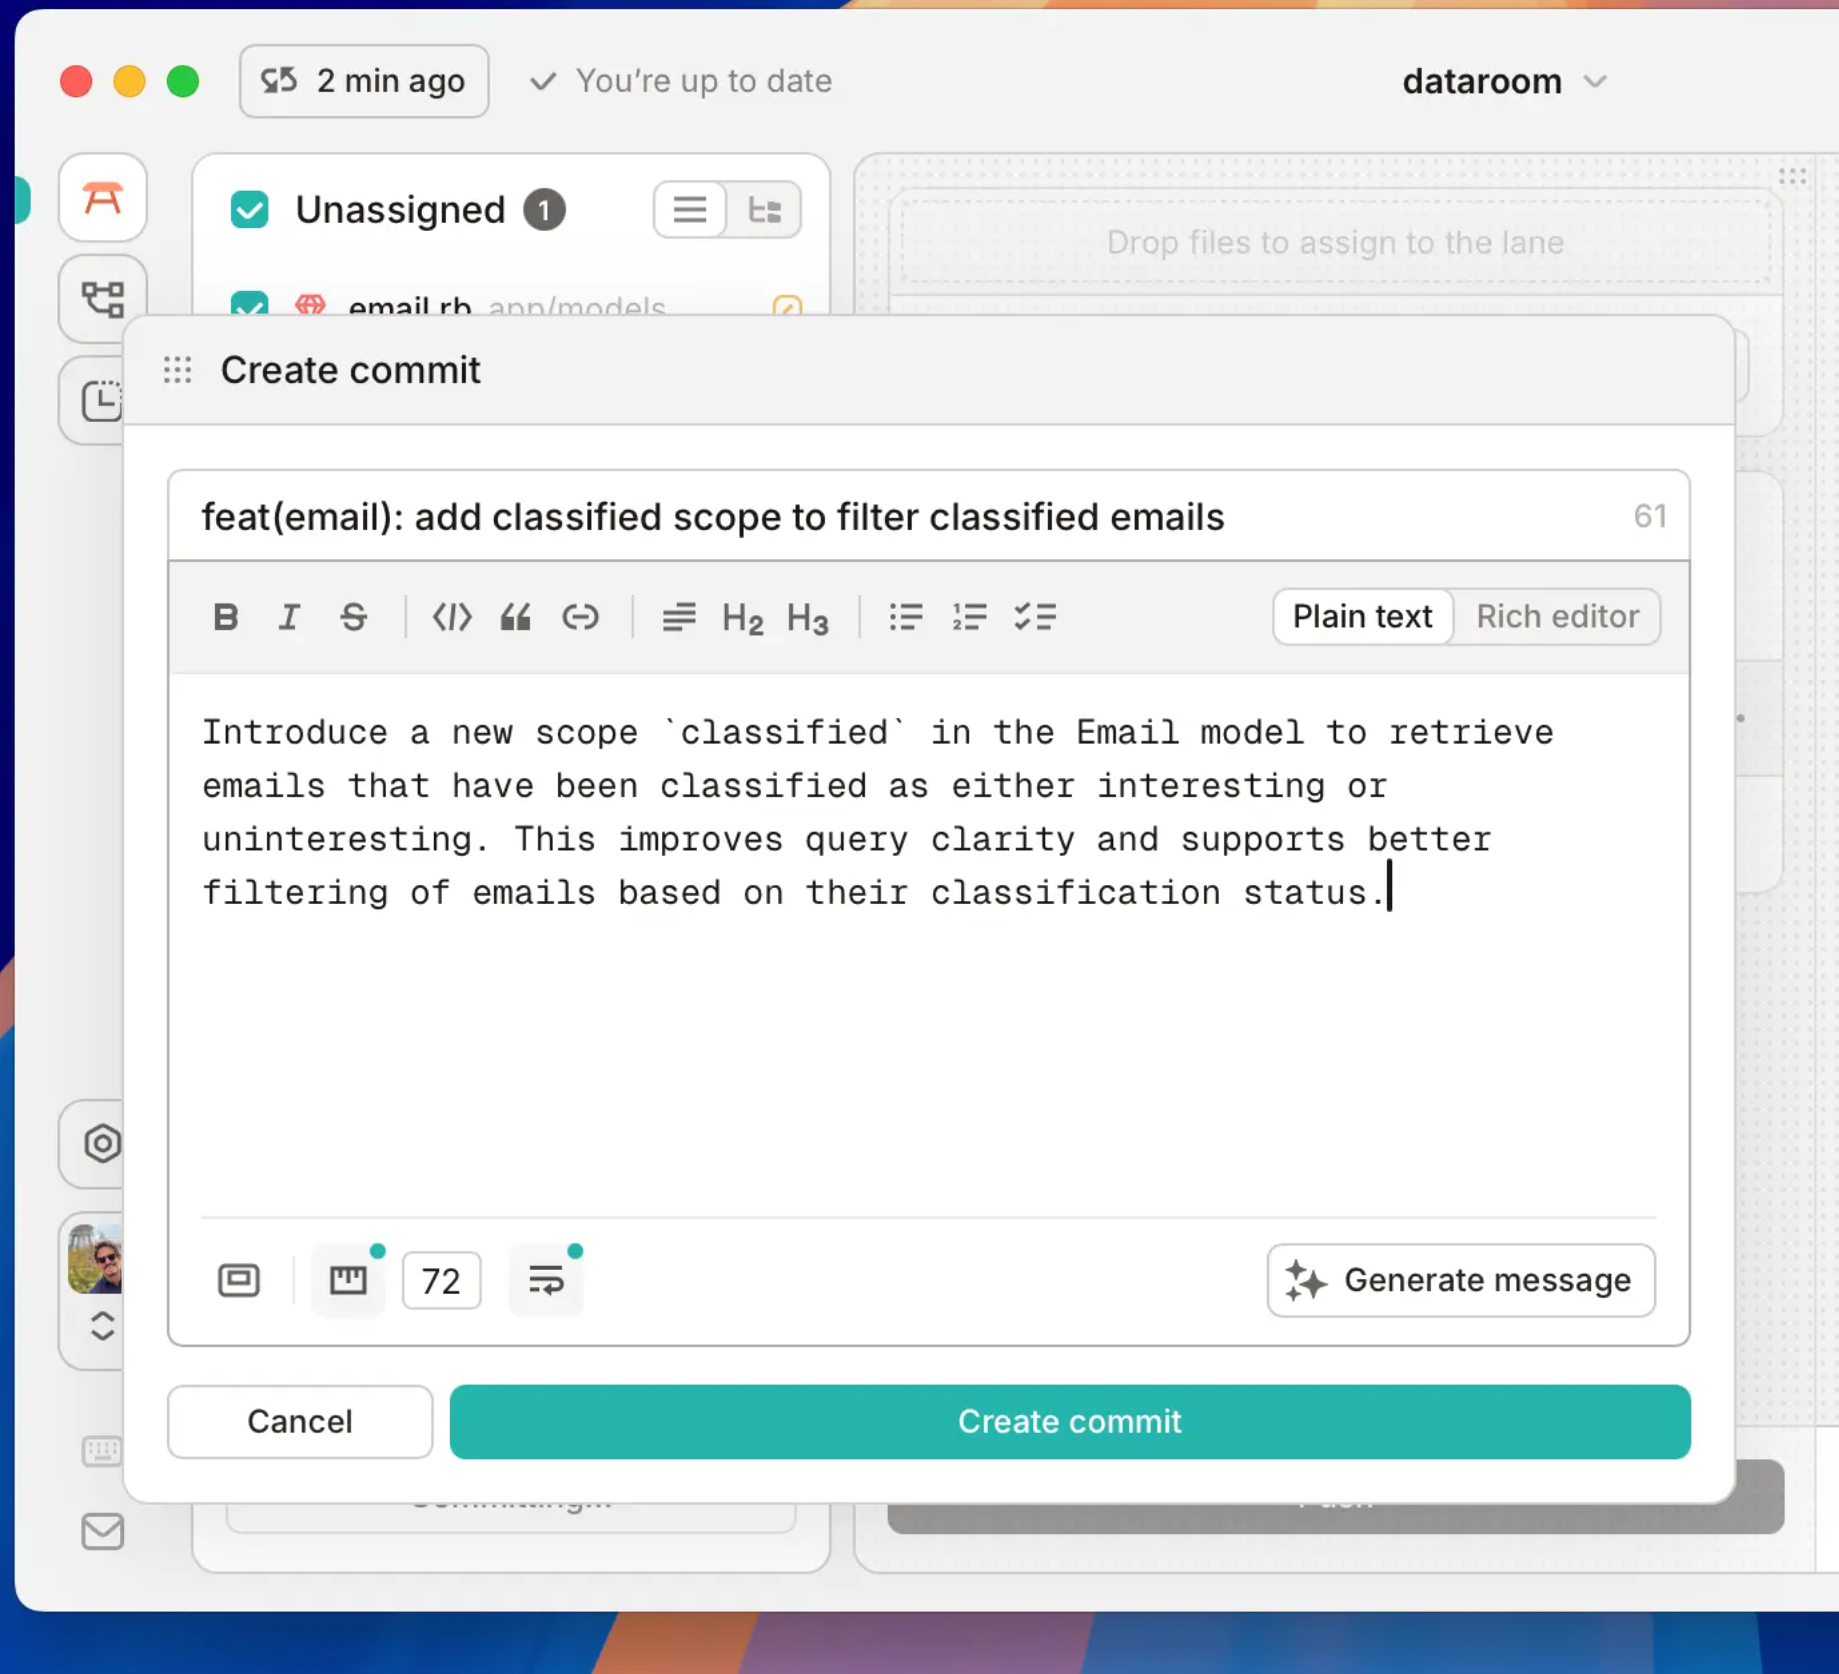 2 min ago
You're up to date
dataroom
Unassigned 1
email.rb app/models
Drop files to assign to the lane
Create commit
feat(email): add classified scope to filter classified emails 61
B I S H2 H3
Plain text Rich editor
Introduce a new scope `classified` in the Email model to retrieve
emails that have been classified as either interesting or
uninteresting. This improves query clarity and supports better
filtering of emails based on their classification status.
72
Generate message
Cancel
Create commit
Committing...
Push